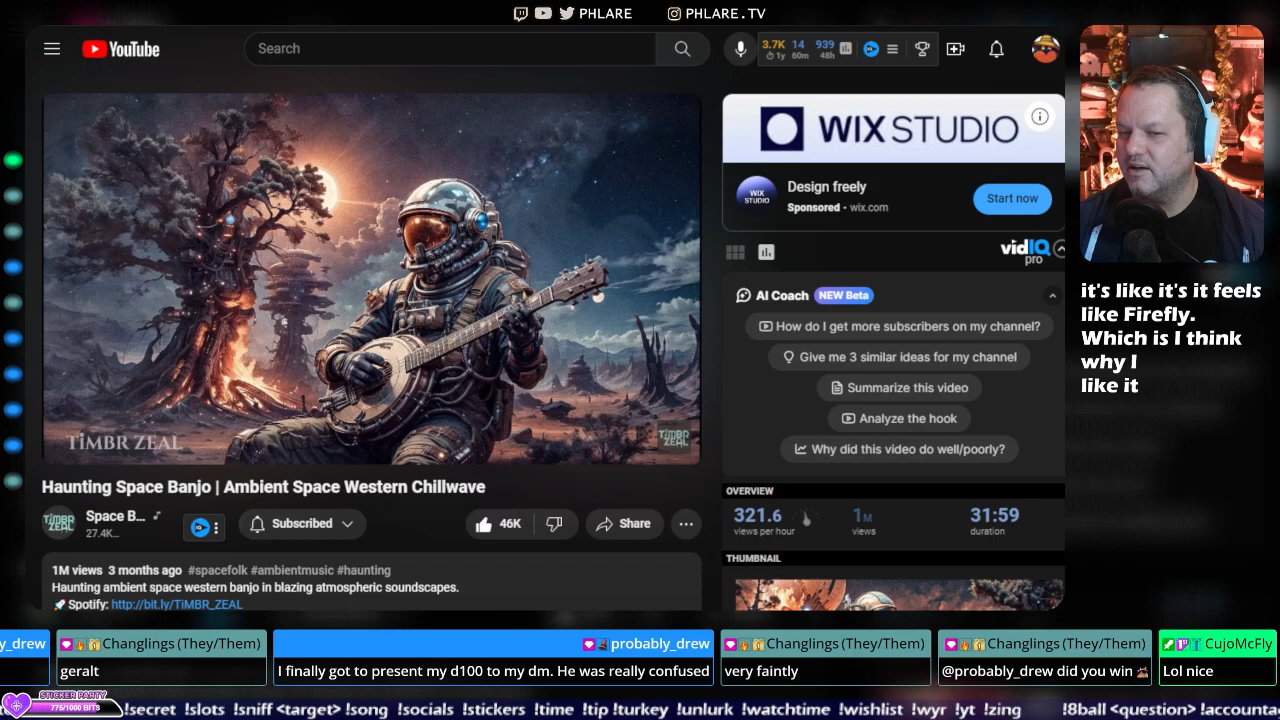 PHLARE PHLARE.TV
YouTube
Search
3.7K 14 939
1y 60m 48h
WIX STUDIO
WIX STUDIO
Design freely
Sponsored • wix.com
Start now
vidIQ
pro
AI Coach NEW Beta
How do I get more subscribers on my channel?
Give me 3 similar ideas for my channel
Summarize this video
Analyze the hook
Why did this video do well/poorly?
OVERVIEW
321.6 1M 31:59
views per hour views duration
THUMBNAIL
TiMBR ZEAL
TiMBR ZEAL
Haunting Space Banjo | Ambient Space Western Chillwave
TiMBR ZEAL
Space B...
27.4K...
Subscribed
46K
Share
1M views 3 months ago #spacefolk #ambientmusic #haunting
Haunting ambient space western banjo in blazing atmospheric soundscapes.
Spotify: http://bit.ly/TiMBR_ZEAL
it's like it's it feels
like Firefly.
Which is I think
why I
like it
y_drew
Changlings (They/Them)
geralt
probably_drew
I finally got to present my d100 to my dm. He was really confused
Changlings (They/Them)
very faintly
Changlings (They/Them)
@probably_drew did you win
CujoMcFly
Lol nice
STICKER PARTY
775/1000 BITS
!secret !slots !sniff <target> !song !socials !stickers !time !tip !turkey !unlurk !watchtime !wishlist !wyr !yt !zing !8ball <question> !accounta